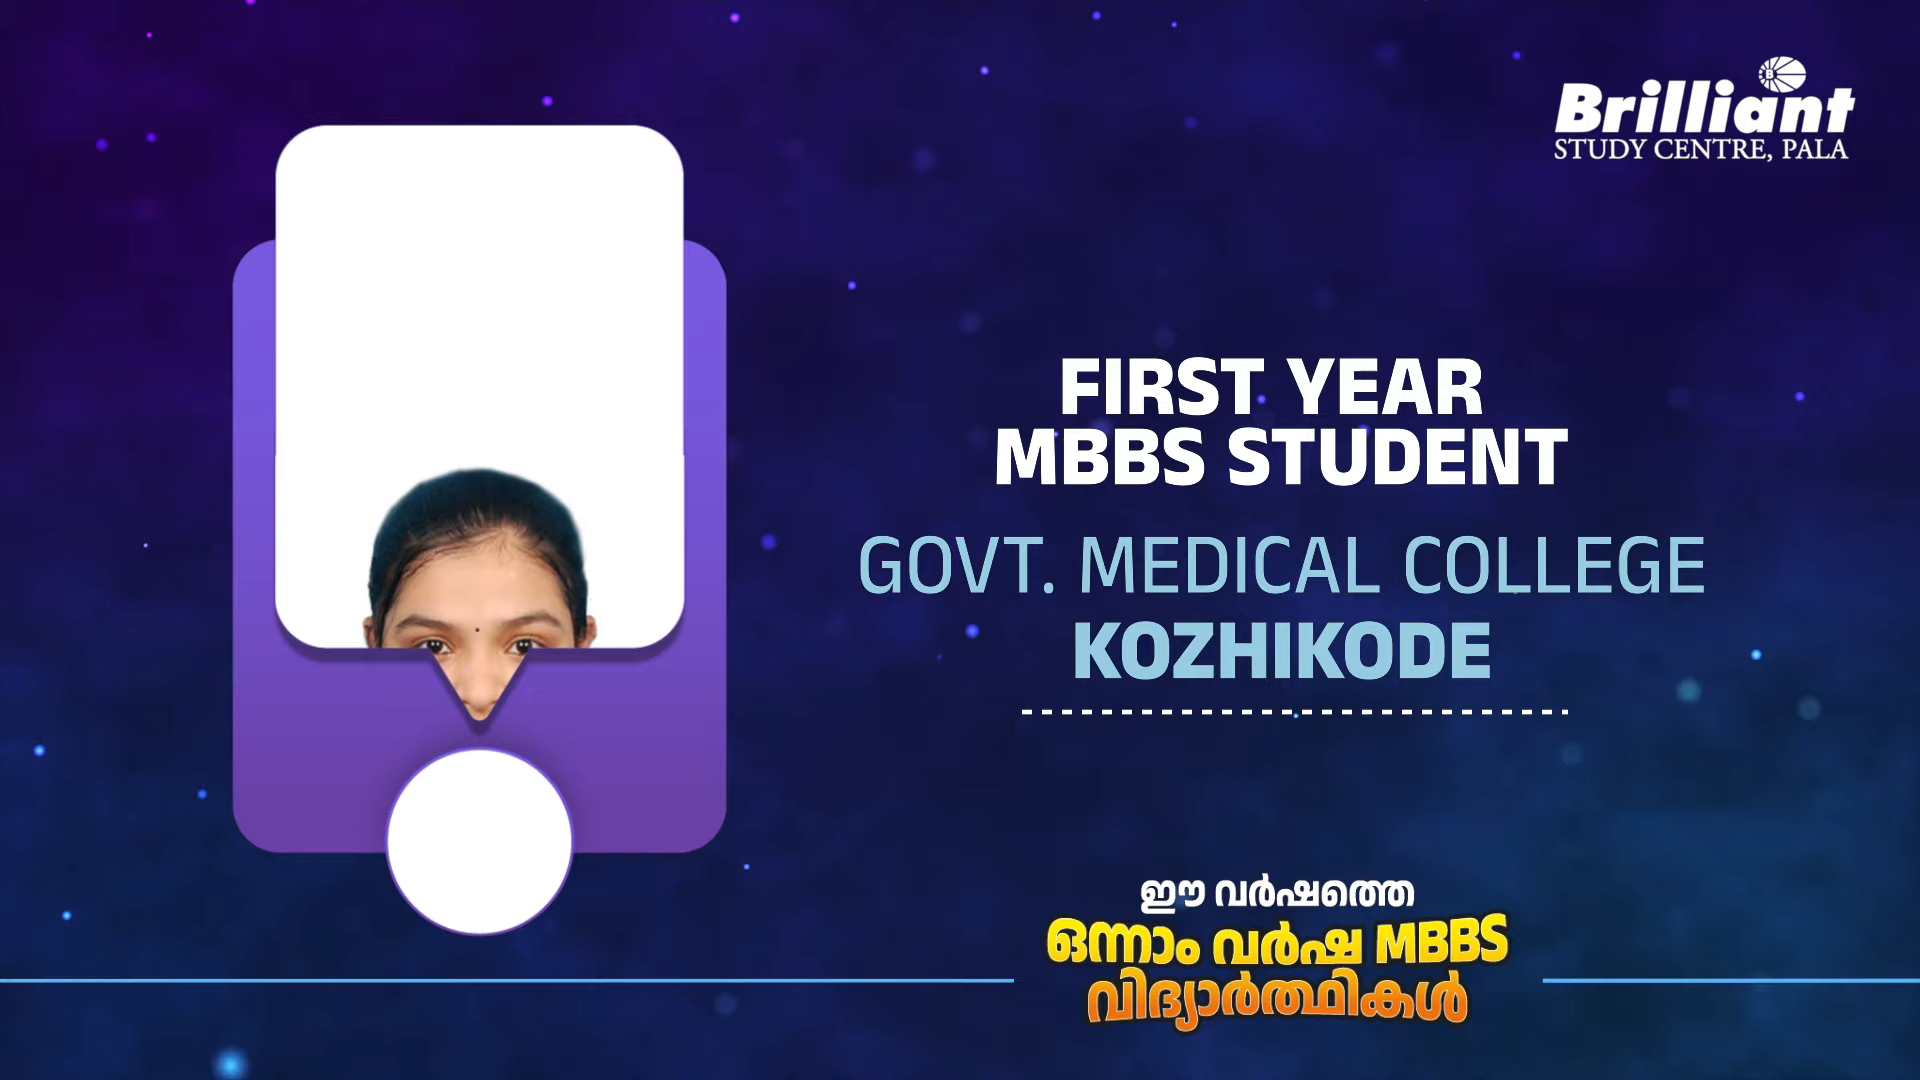 Brilliant
STUDY CENTRE, PALA
FIRST YEAR
MBBS STUDENT
GOVT. MEDICAL COLLEGE
KOZHIKODE
ഈ വർഷത്തെ
ഒന്നാം വർഷ MBBS
വിദ്യാർത്ഥികൾ